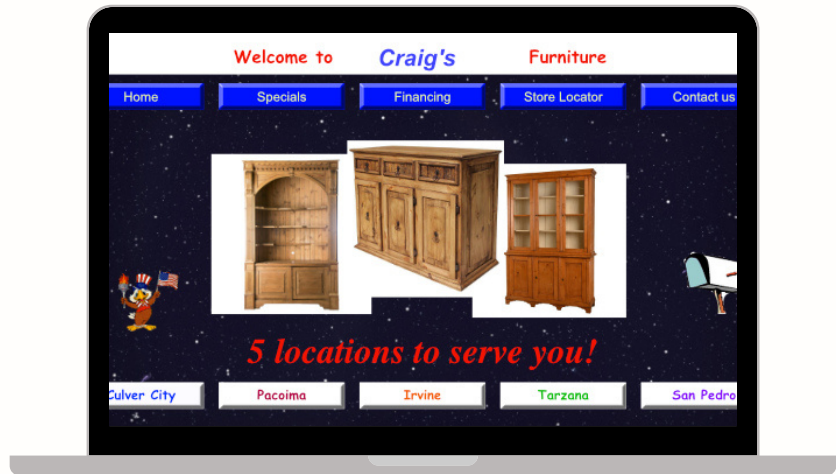 Welcome to Craig's Furniture
Home Specials Financing Store Locator Contact us
5 locations to serve you!
Culver City Pacoima Irvine Tarzana San Pedro